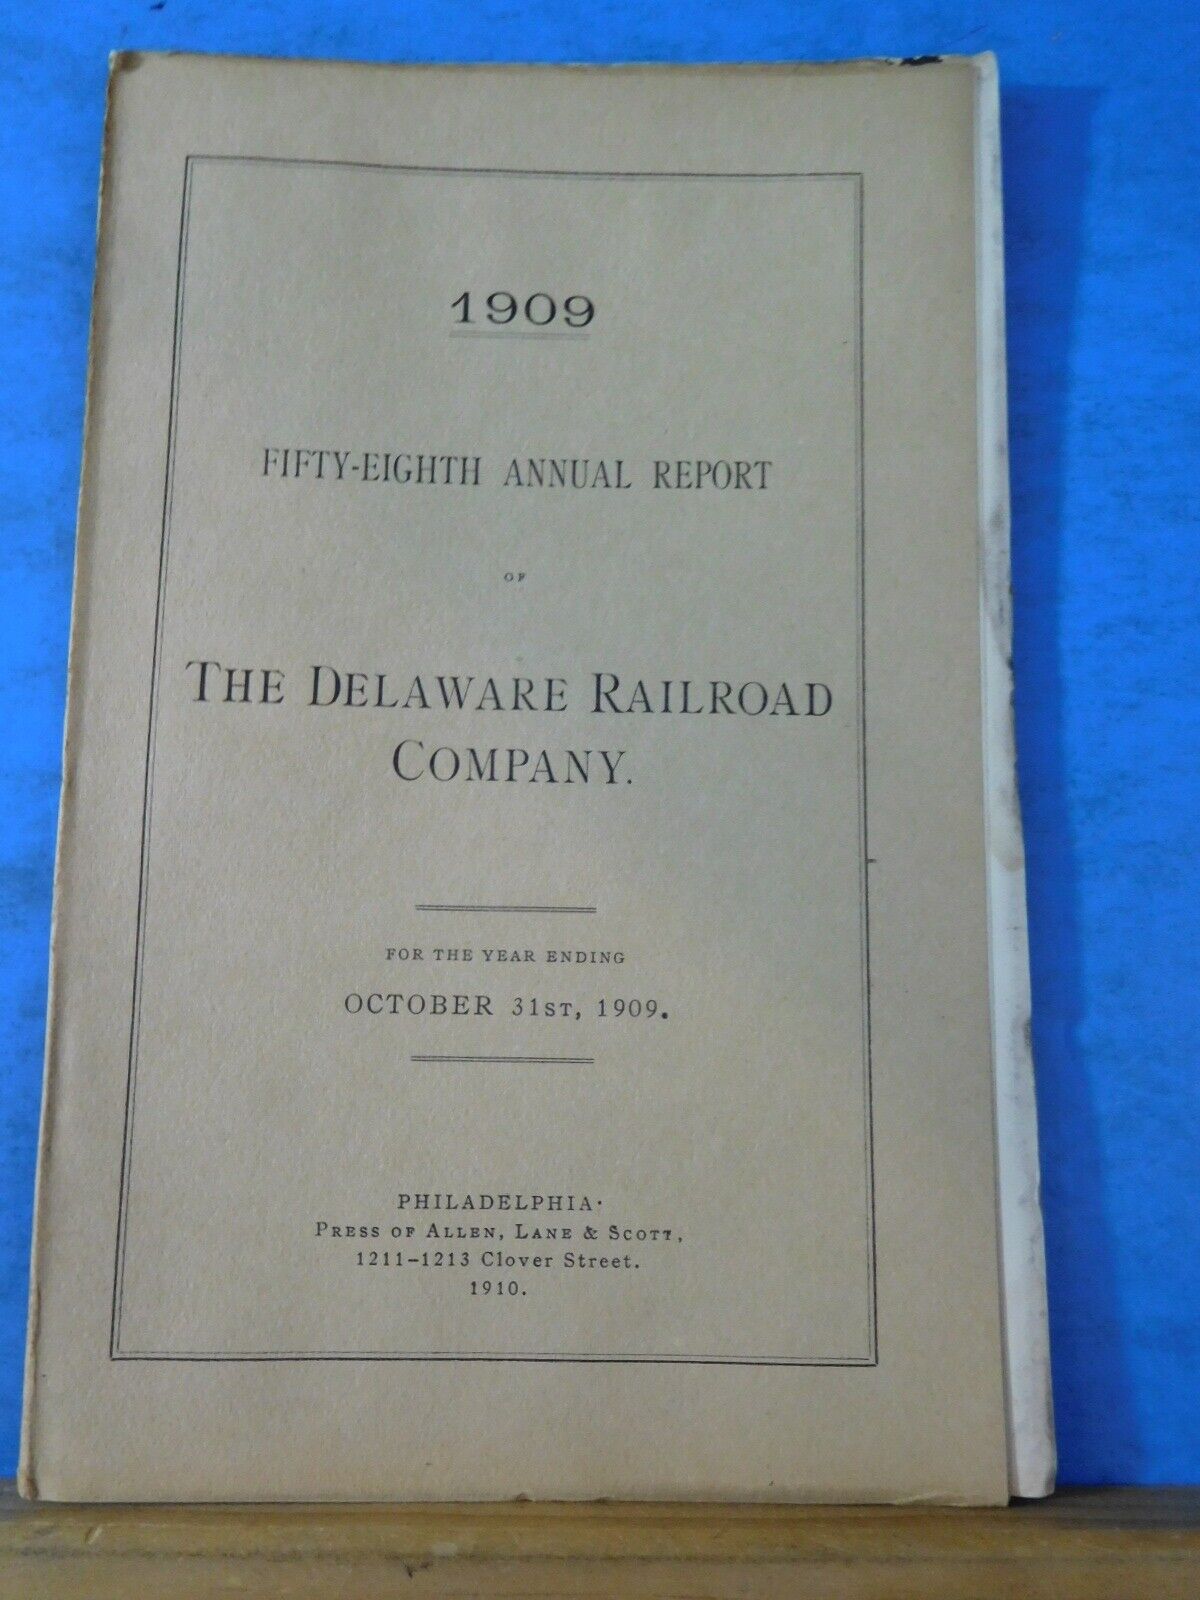 1909
FIFTY-EIGHTH ANNUAL REPORT
OF
THE DELAWARE RAILROAD
COMPANY.
FOR THE YEAR ENDING
OCTOBER 31ST, 1909.
PHILADELPHIA·
PRESS OF ALLEN, LANE & SCOTT,
1211-1213 Clover Street.
1910.